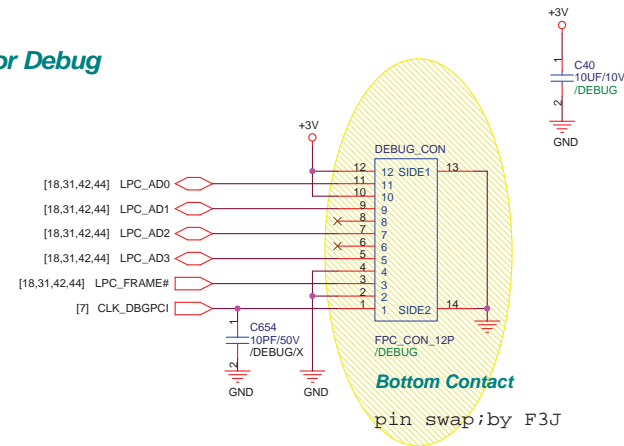 +3V
C40
10UF/10V
/DEBUG
1
2
GND
or Debug
+3V
DEBUG_CON
12 12 SIDE1 13
[18,31,42,44] LPC_AD0 11 11
10 10
[18,31,42,44] LPC_AD1 9 9
8 8
[18,31,42,44] LPC_AD2 7 7
6 6
[18,31,42,44] LPC_AD3 5 5
4 4
[18,31,42,44] LPC_FRAME# 3 3
2 2
[7] CLK_DBGPCI 1 1 SIDE2 14
1
C654
10PF/50V
/DEBUG/X
2
GND
GND
FPC_CON_12P
/DEBUG
Bottom Contact
pin swap;by F3J